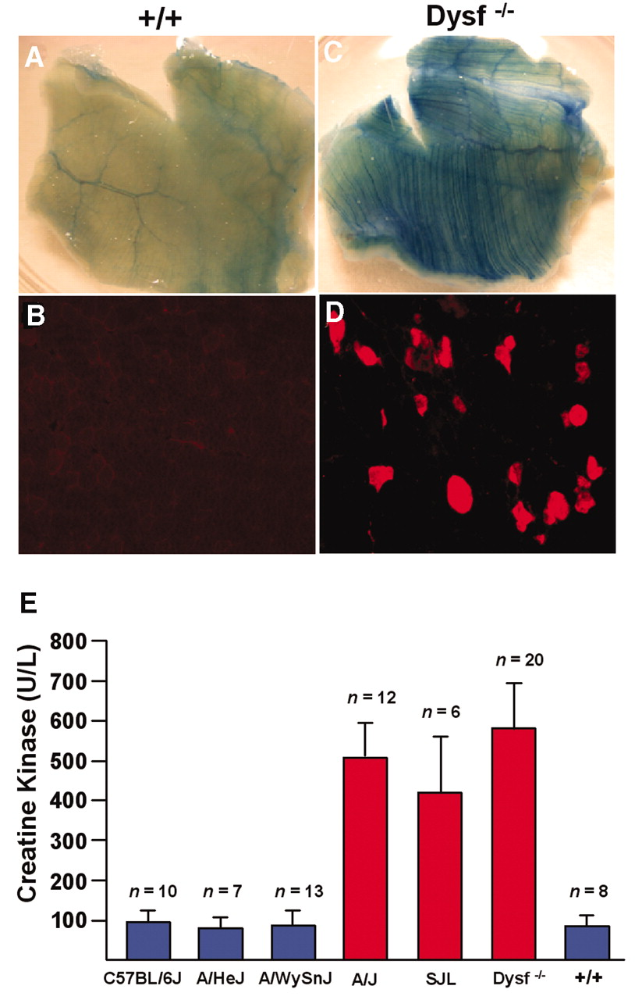 +/+ Dysf -/-
A C
B D
E
Creatine Kinase (U/L)
800
700
600
500
400
300
200
100
n = 10 n = 7 n = 13 n = 12 n = 6 n = 20 n = 8
C57BL/6J A/HeJ A/WySnJ A/J SJL Dysf -/- +/+